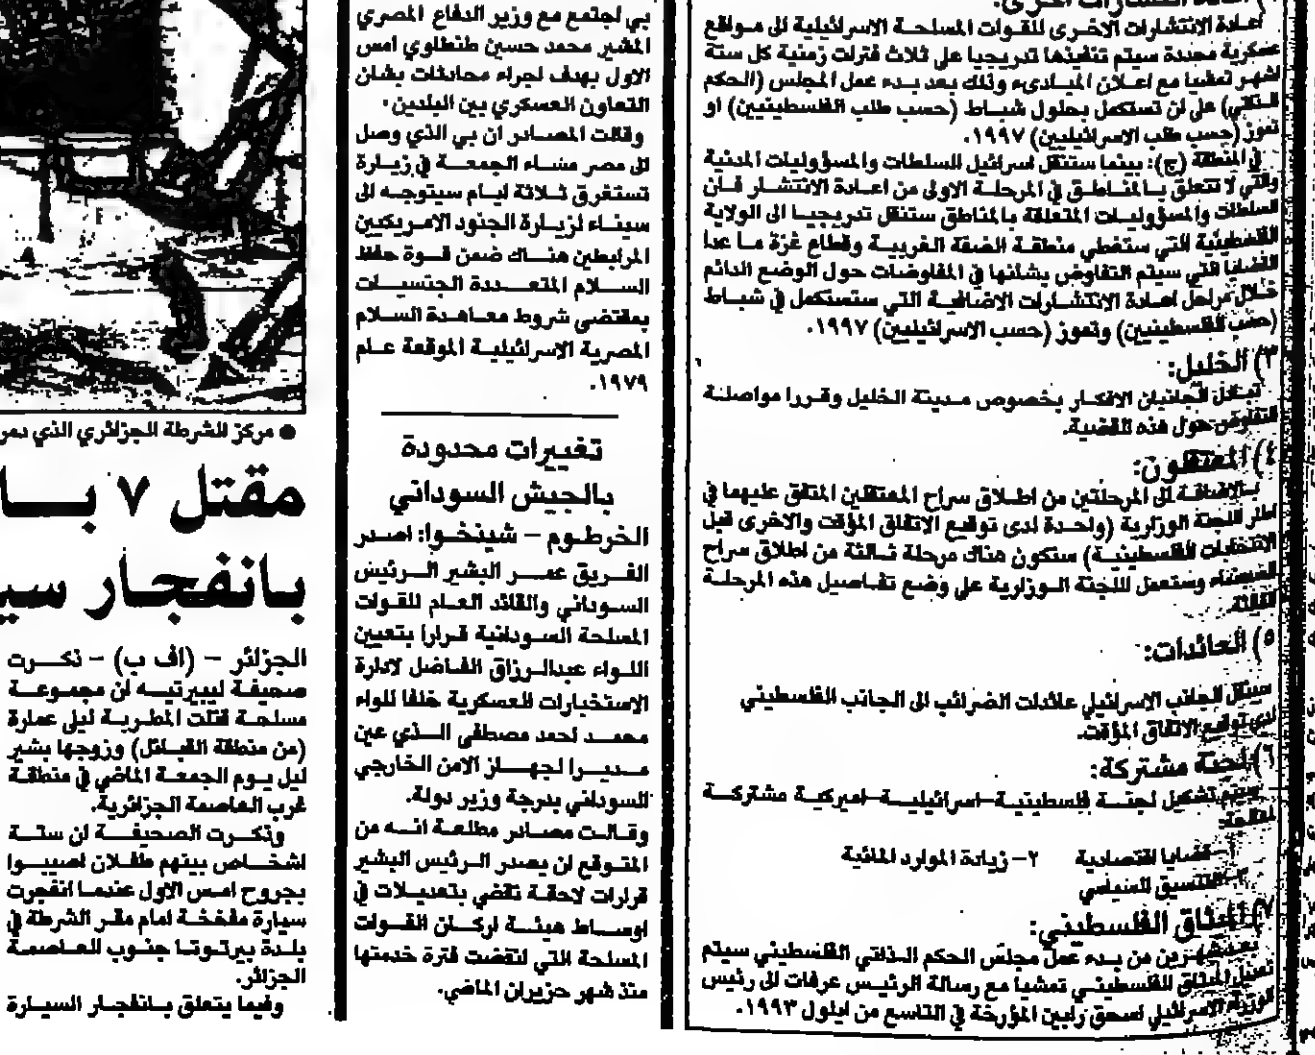 اعادة الانتشارات الاخرى للقوات المسلحة الاسرائيلية الى مواقع
عسكرية محددة سيتم تنفيذها تدريجيا على ثلاث فترات زمنية كل ستة
اشهر تمشيا مع اعلان المبادىء وذلك بعد بدء عمل المجلس (الحكم
الذاتي) على ان تستكمل بحلول شباط (حسب طلب الفلسطينيين) او
تموز (حسب طلب الاسرائيليين) ١٩٩٧.
في المنطقة (ج): بينما ستنقل اسرائيل السلطات والمسؤوليات المدنية
والتي لا تتعلق بالمناطق في المرحلة الاولى من اعادة الانتشار فان
السلطات والمسؤوليات المتعلقة بالمناطق ستنقل تدريجيا الى الولاية
الفلسطينية التي ستغطي منطقة الضفة الغربية وقطاع غزة ما عدا
القضايا التي سيتم التفاوض بشأنها في المفاوضات حول الوضع الدائم
خلال مراحل اعادة الانتشارات الاضافية التي ستستكمل في شباط
(حسب الفلسطينيين) وتموز (حسب الاسرائيليين) ١٩٩٧.
٣) الخليل:
تبادل الجانبان الافكار بخصوص مدينة الخليل وقررا مواصلة
التفاوض حول هذه القضية.
٤) المعتقلون:
بالاضافة الى المرحلتين من اطلاق سراح المعتقلين المتفق عليهما في
اطار اللجنة الوزارية (واحدة لدى توقيع الاتفاق المؤقت والاخرى قبل
الانتخابات الفلسطينية) ستكون هناك مرحلة ثالثة من اطلاق سراح
وستعمل اللجنة الوزارية على وضع تفاصيل هذه المرحلة
الثالثة.
٥) العائدات:
سينقل الجانب الاسرائيلي عائدات الضرائب الى الجانب الفلسطيني
لدى توقيع الاتفاق المؤقت.
٦) لجنة مشتركة:
سيتم تشكيل لجنة فلسطينية-اسرائيلية-اميركية مشتركة
لمعالجة:
١- قضايا اقتصادية ٢- زيادة الموارد المائية
٣- التنسيق السياسي
٧) الميثاق الفلسطيني:
بعد شهرين من بدء عمل مجلس الحكم الذاتي الفلسطيني سيتم
تعديل الميثاق الفلسطيني تمشيا مع رسالة الرئيس عرفات الى رئيس
الوزراء الاسرائيلي اسحق رابين المؤرخة في التاسع من ايلول ١٩٩٣.
بي اجتمع مع وزير الدفاع المصري
المشير محمد حسين طنطاوي امس
الاول بهدف اجراء محادثات بشان
التعاون العسكري بين البلدين.
وقالت المصادر ان بي الذي وصل
الى مصر مساء الجمعة في زيارة
تستغرق ثلاثة ايام سيتوجه الى
سيناء لزيارة الجنود الامريكيين
المرابطين هناك ضمن قوة حفظ
السلام المتعددة الجنسيات
بمقتضى شروط معاهدة السلام
المصرية الاسرائيلية الموقعة عام
١٩٧٩.
تغييرات محدودة
بالجيش السوداني
الخرطوم - شينخوا: اصدر
الفريق عمر البشير الرئيس
السوداني والقائد العام للقوات
المسلحة السودانية قرارا بتعيين
اللواء عبدالرزاق الفاضل لادارة
الاستخبارات العسكرية خلفا للواء
محمد احمد مصطفى الذي عين
مديرا لجهاز الامن الخارجي
السوداني بدرجة وزير دولة.
وقالت مصادر مطلعة انه من
المتوقع ان يصدر الرئيس البشير
قرارات لاحقة تقضي بتعديلات في
اوساط هيئة اركان القوات
المسلحة التي انقضت فترة خدمتها
منذ شهر حزيران الماضي.
● مركز الشرطة الجزائري الذي دمر
مقتل ٧
بانفجار
الجزائر - (اف ب) - ذكرت
صحيفة ليبيرتيه ان مجموعة
مسلحة قتلت المطربة ليلى عمارة
(من منطقة القبائل) وزوجها بشير
ليل يوم الجمعة الماضي في منطقة
غرب العاصمة الجزائرية.
وذكرت الصحيفة ان ستة
اشخاص بينهم طفلان اصيبوا
بجروح امس الاول عندما انفجرت
سيارة مفخخة امام مقر الشرطة في
بلدة بيرتوتا جنوب العاصمة
الجزائر.
وفيما يتعلق بانفجار السيارة